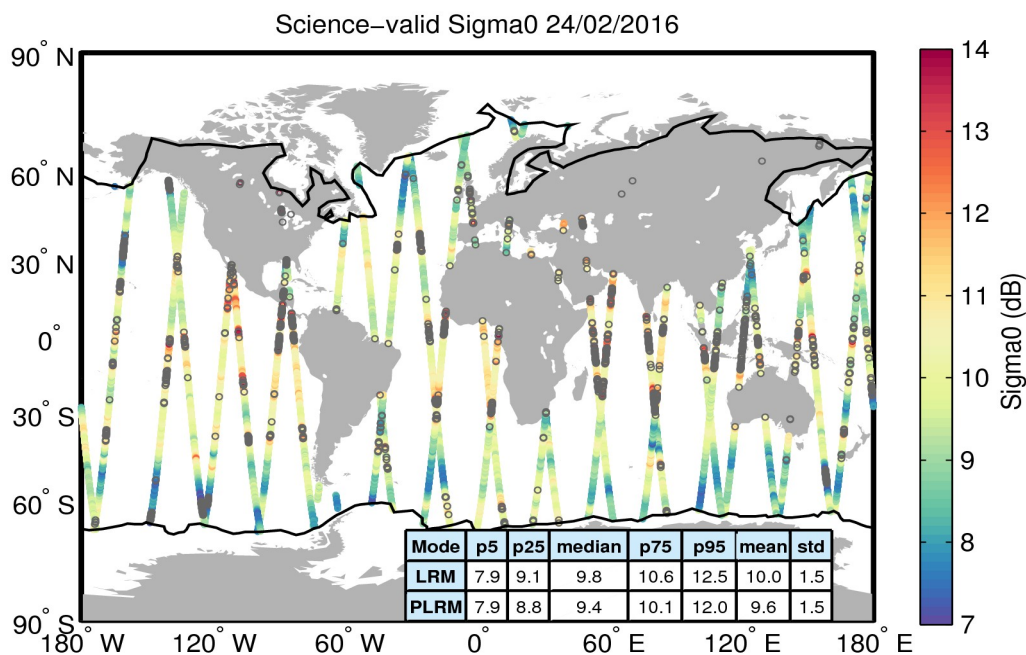 Science−valid Sigma0 24/02/2016
90° N
60° N
30° N
0°
30° S
60° S
90° S
180° W
120° W
60° W
0°
60° E
120° E
180° E
Mode p5 p25 median p75 p95 mean std
LRM 7.9 9.1 9.8 10.6 12.5 10.0 1.5
PLRM 7.9 8.8 9.4 10.1 12.0 9.6 1.5
14
13
12
11
10
9
8
7
Sigma0 (dB)